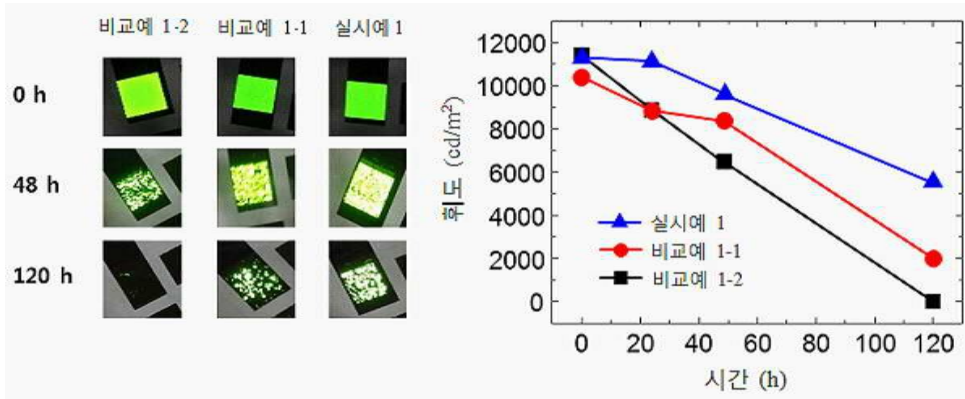 비교예 1-2 비교예 1-1 실시예 1
0 h
48 h
120 h
12000
10000
8000
6000
4000
2000
0
휘도 (cd/m²)
실시예 1
비교예 1-1
비교예 1-2
0 20 40 60 80 100 120
시간 (h)